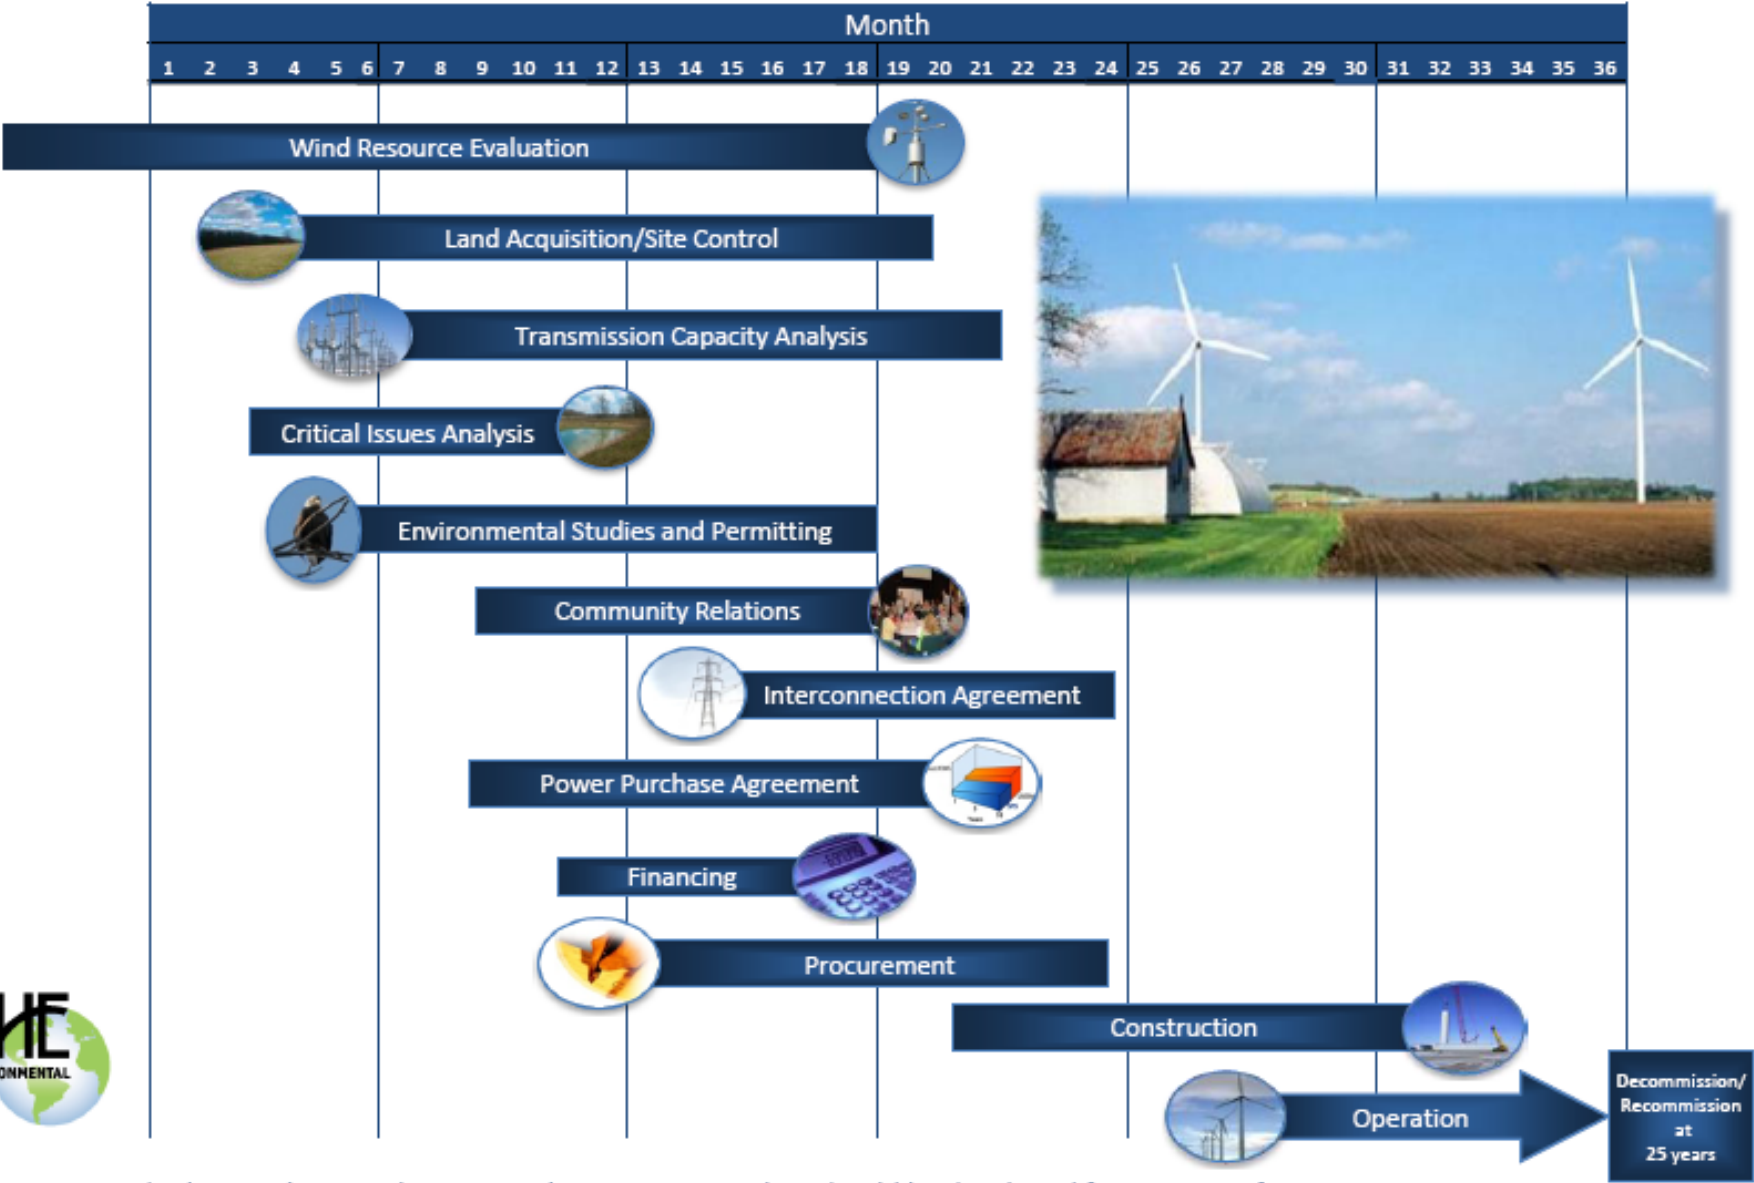 Month
1 2 3 4 5 6 7 8 9 10 11 12 13 14 15 16 17 18 19 20 21 22 23 24 25 26 27 28 29 30 31 32 33 34 35 36
Wind Resource Evaluation
Land Acquisition/Site Control
Transmission Capacity Analysis
Critical Issues Analysis
Environmental Studies and Permitting
Community Relations
Interconnection Agreement
Power Purchase Agreement
Financing
Procurement
Construction
Operation
Decommission/
Recommission
at
25 years
HE
ONMENTAL